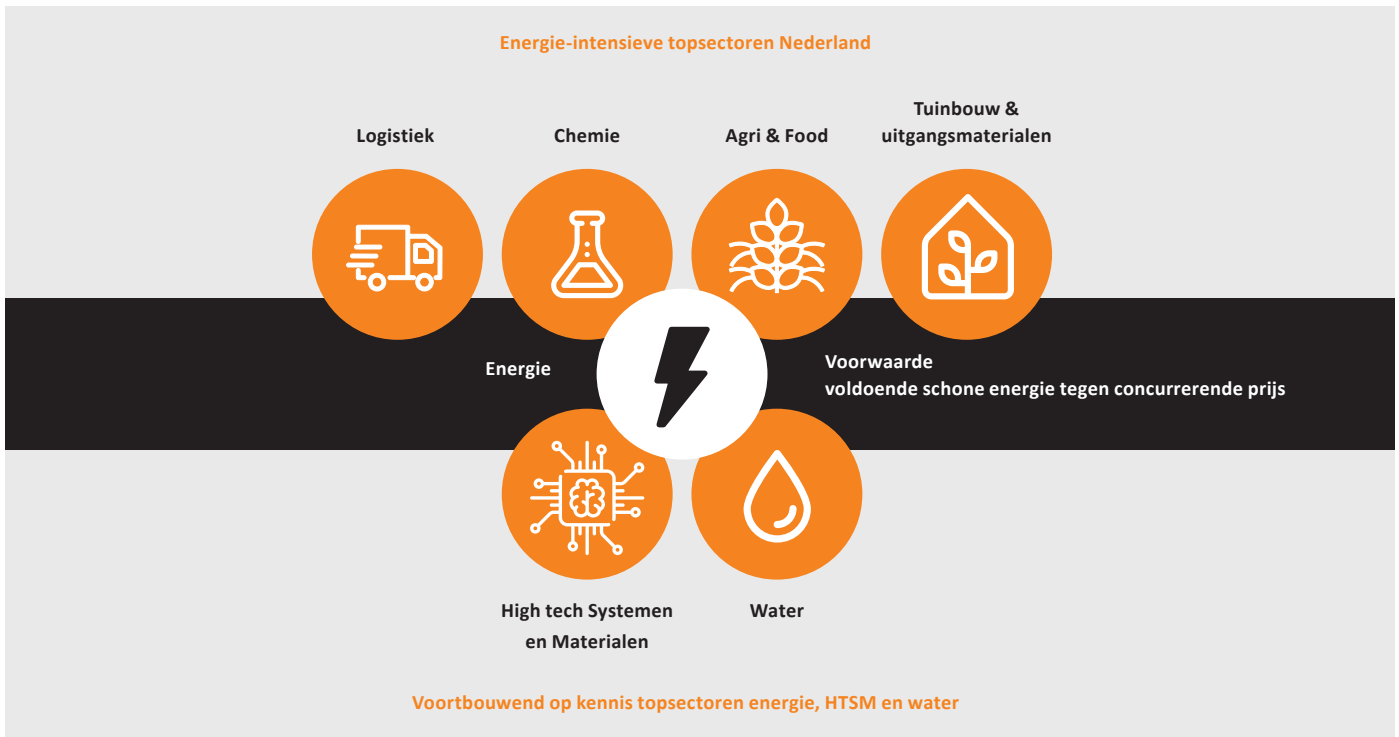 Energie-intensieve topsectoren Nederland
Logistiek
Chemie
Agri & Food
Tuinbouw &
uitgangsmaterialen
Energie
Voorwaarde
voldoende schone energie tegen concurrerende prijs
High tech Systemen
en Materialen
Water
Voortbouwend op kennis topsectoren energie, HTSM en water